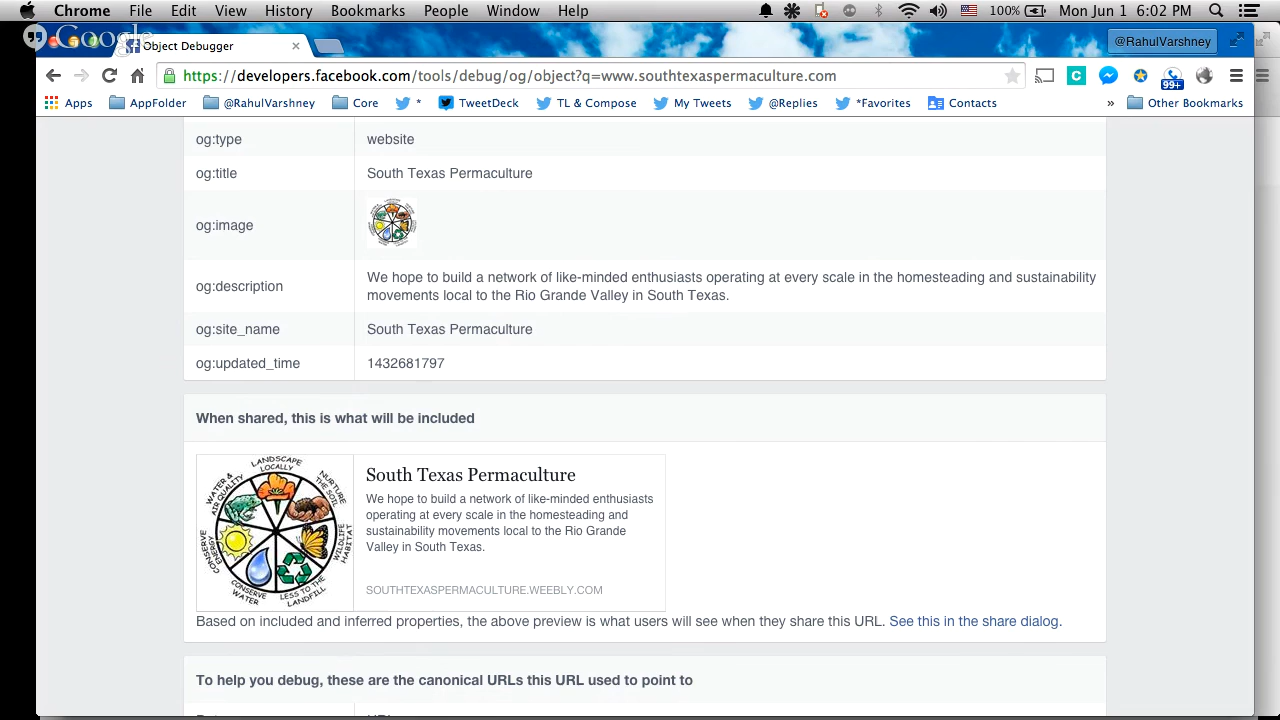 Chrome File Edit View History Bookmarks People Window Help 100% Mon Jun 1 6:02 PM
Google
Object Debugger × @RahulVarshney
https://developers.facebook.com/tools/debug/og/object?q=www.southtexaspermaculture.com C 99+
Apps AppFolder @RahulVarshney Core * TweetDeck TL & Compose My Tweets @Replies *Favorites Contacts » Other Bookmarks
og:type website
og:title South Texas Permaculture
og:image
og:description We hope to build a network of like-minded enthusiasts operating at every scale in the homesteading and sustainability
movements local to the Rio Grande Valley in South Texas.
og:site_name South Texas Permaculture
og:updated_time 1432681797
When shared, this is what will be included
LANDSCAPE LOCALLY
NURTURE THE SOIL
WILDLIFE HABITAT
LESS TO THE LANDFILL
CONSERVE WATER
CONSERVE ENERGY
WATER & AIR QUALITY
South Texas Permaculture
We hope to build a network of like-minded enthusiasts
operating at every scale in the homesteading and
sustainability movements local to the Rio Grande
Valley in South Texas.
SOUTHTEXASPERMACULTURE.WEEBLY.COM
Based on included and inferred properties, the above preview is what users will see when they share this URL. See this in the share dialog.
To help you debug, these are the canonical URLs this URL used to point to